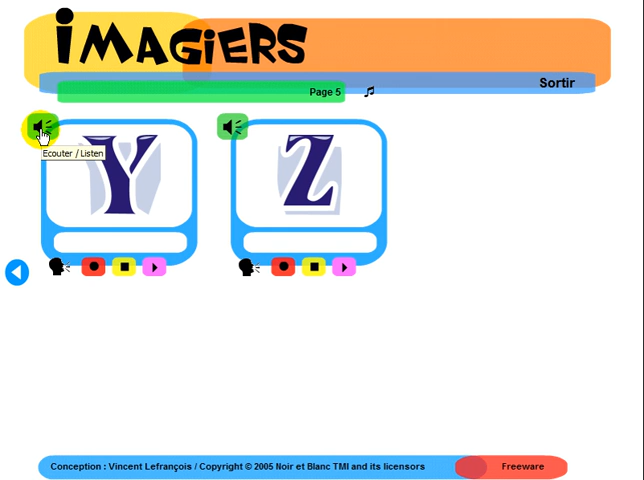 iMAGiERS
Sortir
Page 5
Ecouter / Listen
Y
Z
Conception : Vincent Lefrançois / Copyright © 2005 Noir et Blanc TMI and its licensors
Freeware